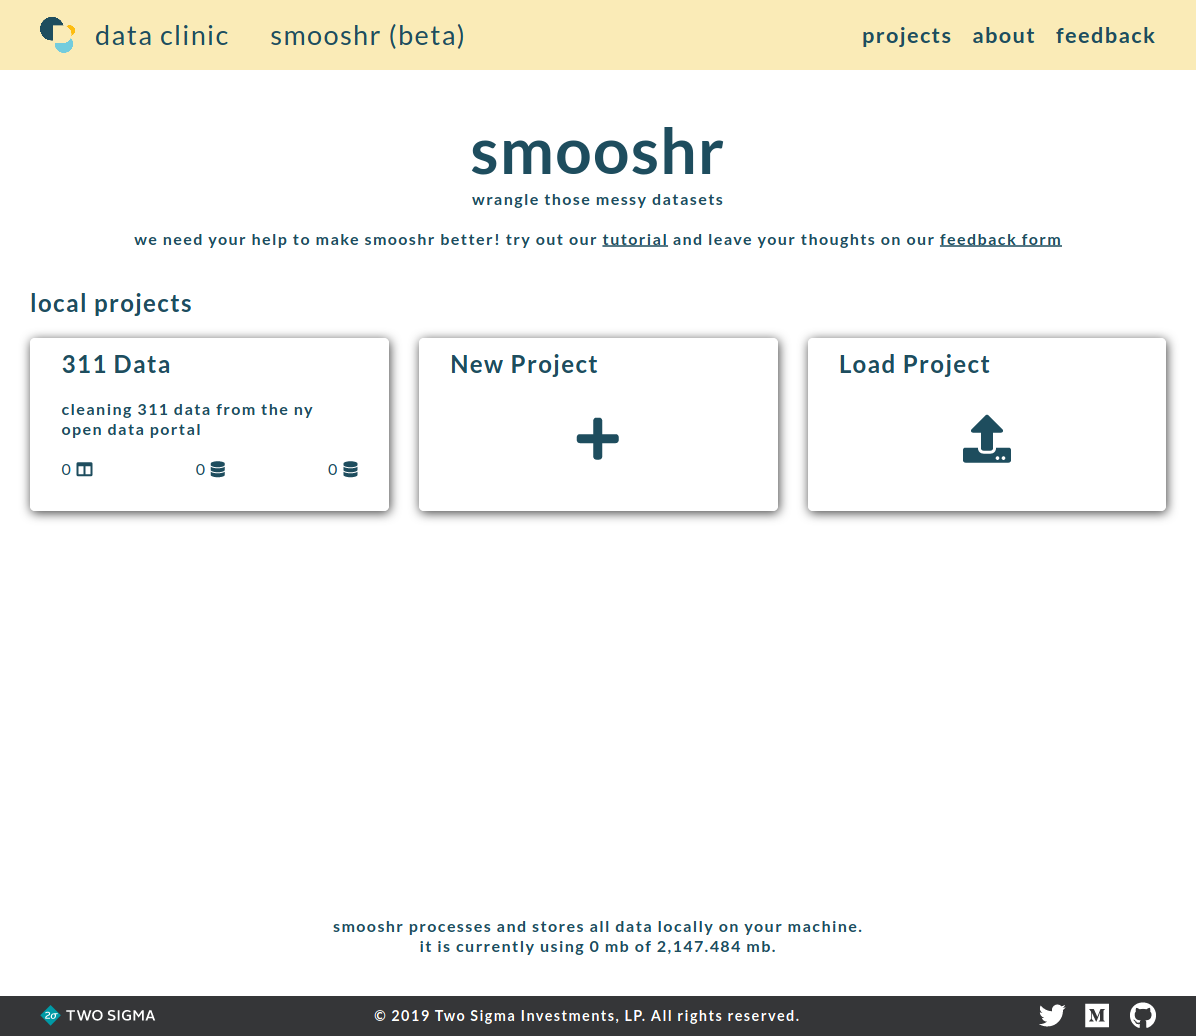 data clinic smooshr (beta) projects about feedback
smooshr
wrangle those messy datasets
we need your help to make smooshr better! try out our tutorial and leave your thoughts on our feedback form
local projects
311 Data
cleaning 311 data from the ny
open data portal
0 0 0
New Project
Load Project
smooshr processes and stores all data locally on your machine.
it is currently using 0 mb of 2,147.484 mb.
2σ TWO SIGMA © 2019 Two Sigma Investments, LP. All rights reserved. M